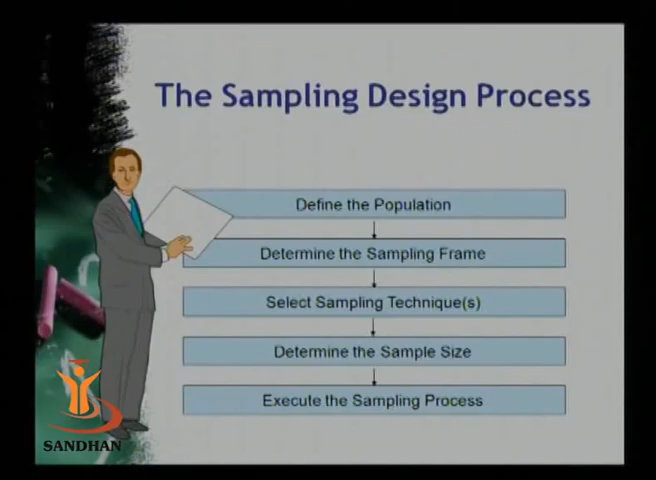 The Sampling Design Process
Define the Population
Determine the Sampling Frame
Select Sampling Technique(s)
Determine the Sample Size
Execute the Sampling Process
SANDHAN